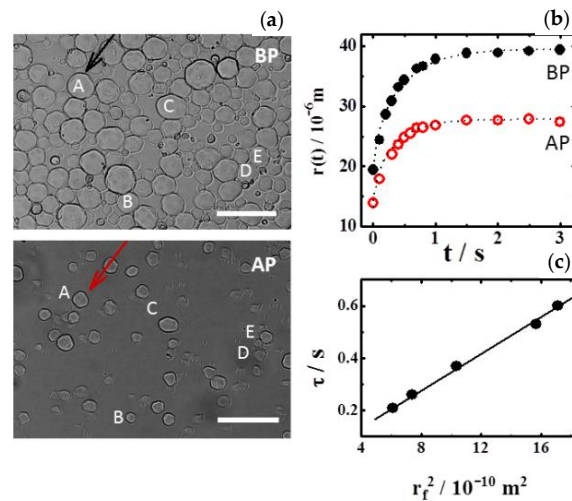 (a)
BP
A
C
E
D
B
AP
A
C
E
D
B
(b)
r(t) / 10⁻⁶ m
40
30
20
10
BP
AP
0 1 2 3
t / s
(c)
τ / s
0.6
0.4
0.2
4 8 12 16
r_f² / 10⁻¹⁰ m²